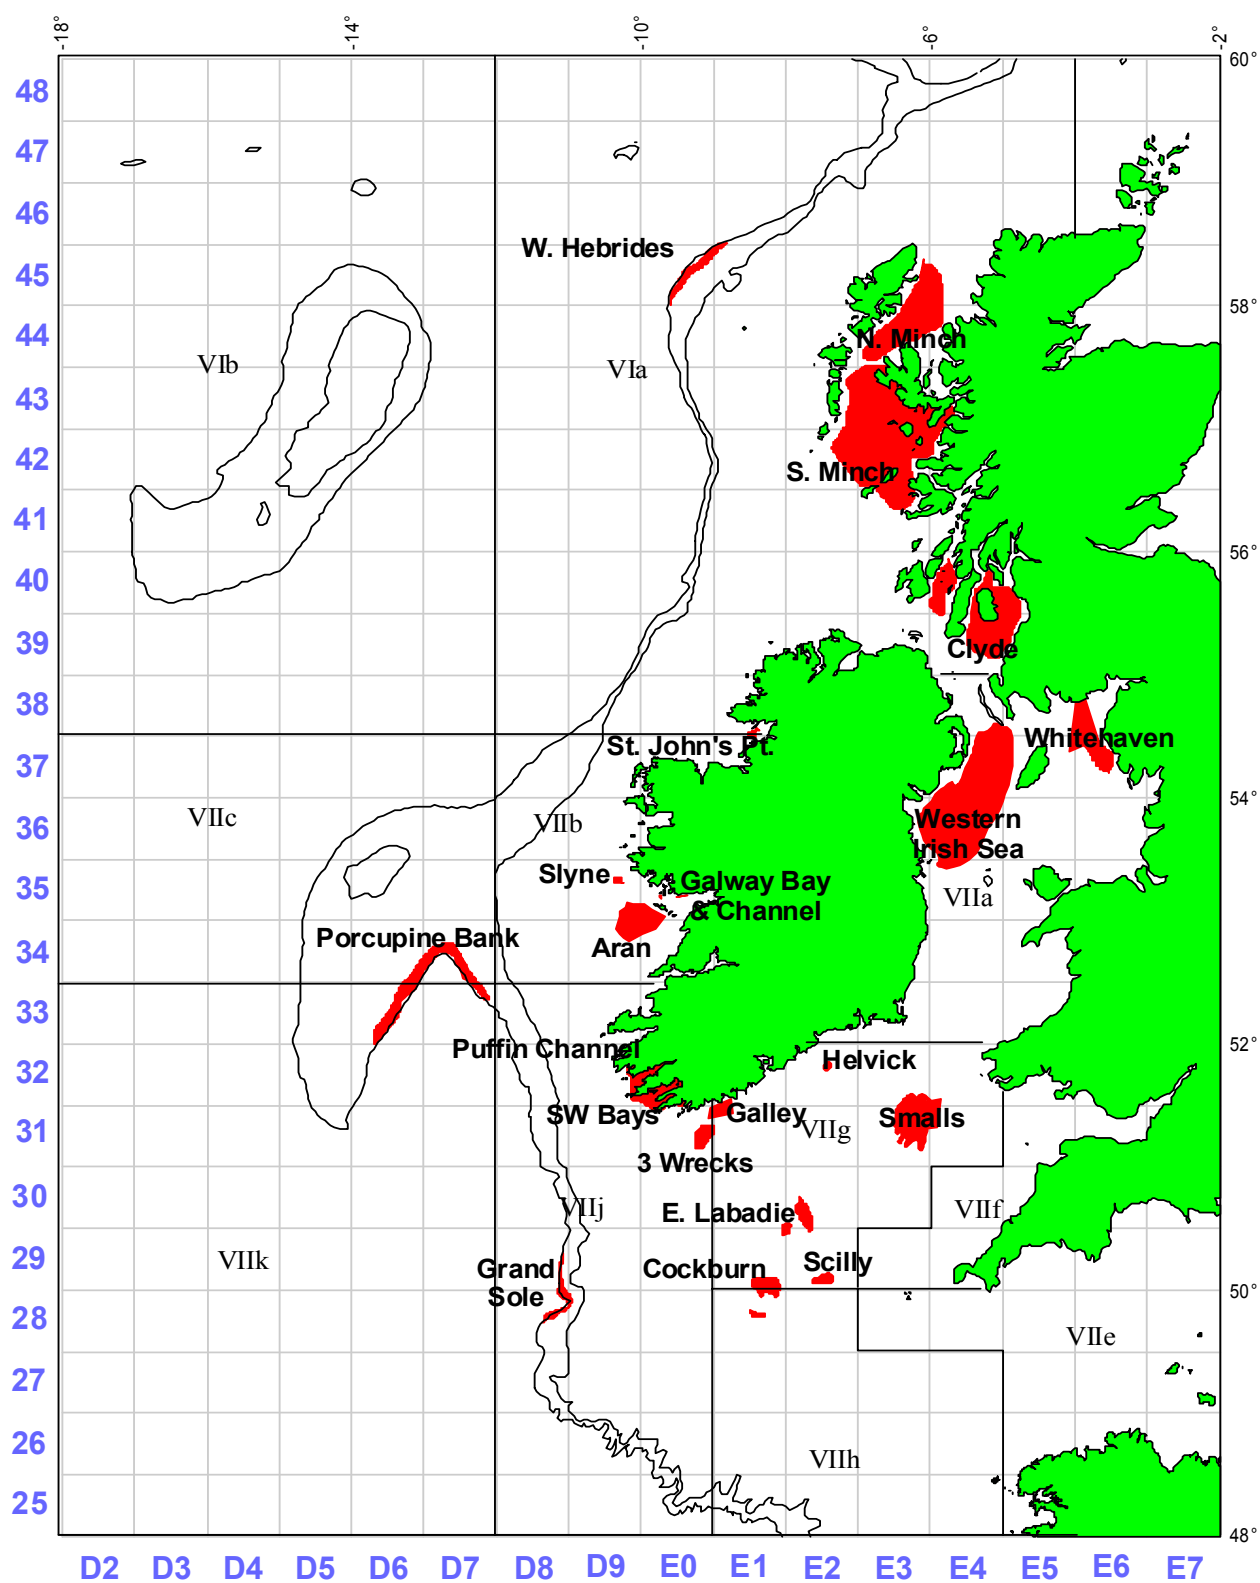 -18°
-14°
-10°
-6°
-2°
60°
48
47
46
W. Hebrides
45
58°
44
N. Minch
VIb
VIa
43
42
S. Minch
41
56°
40
39
Clyde
38
St. John's Pt.
Whitehaven
37
54°
VIIc
VIIb
36
Western
Irish Sea
Slyne
Galway Bay
& Channel
35
VIIa
Porcupine Bank
Aran
34
33
Puffin Channel
52°
Helvick
32
SW Bays
Galley
Smalls
VIIg
31
3 Wrecks
30
VIIj
E. Labadie
VIIf
29
VIIk
Grand
Sole
Cockburn
Scilly
50°
28
VIIe
27
26
VIIh
25
48°
D2 D3 D4 D5 D6 D7 D8 D9 E0 E1 E2 E3 E4 E5 E6 E7